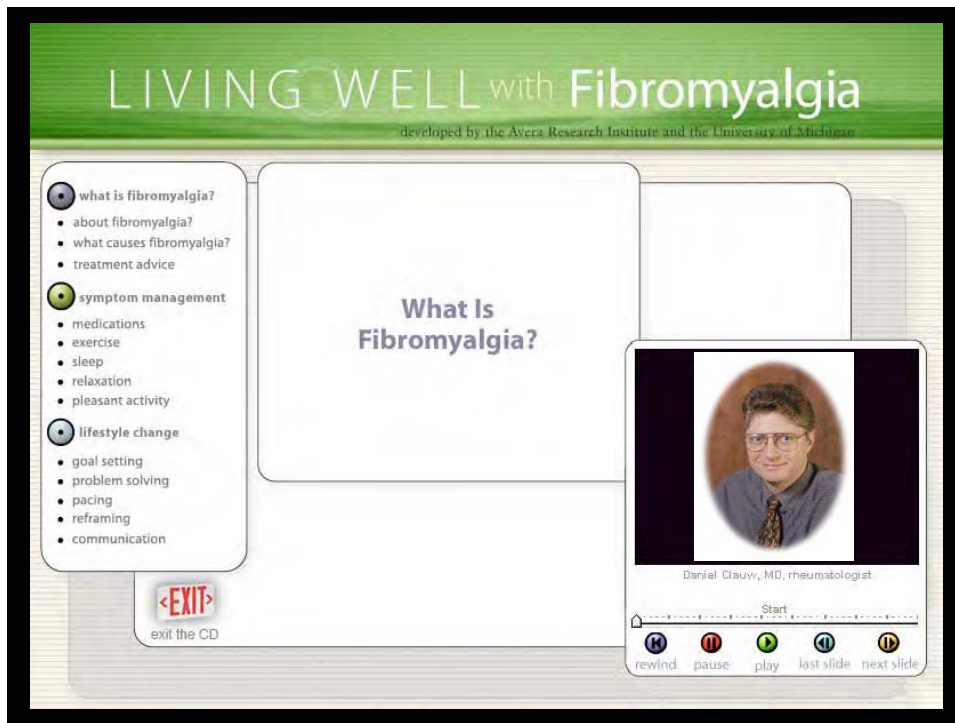 LIVING WELL with Fibromyalgia
developed by the Avera Research Institute and the University of Michigan
what is fibromyalgia?
about fibromyalgia?
what causes fibromyalgia?
treatment advice
symptom management
medications
exercise
sleep
relaxation
pleasant activity
lifestyle change
goal setting
problem solving
pacing
reframing
communication
<EXIT>
exit the CD
What Is
Fibromyalgia?
Daniel Clauw, MD, rheumatologist
Start
rewind pause play last slide next slide